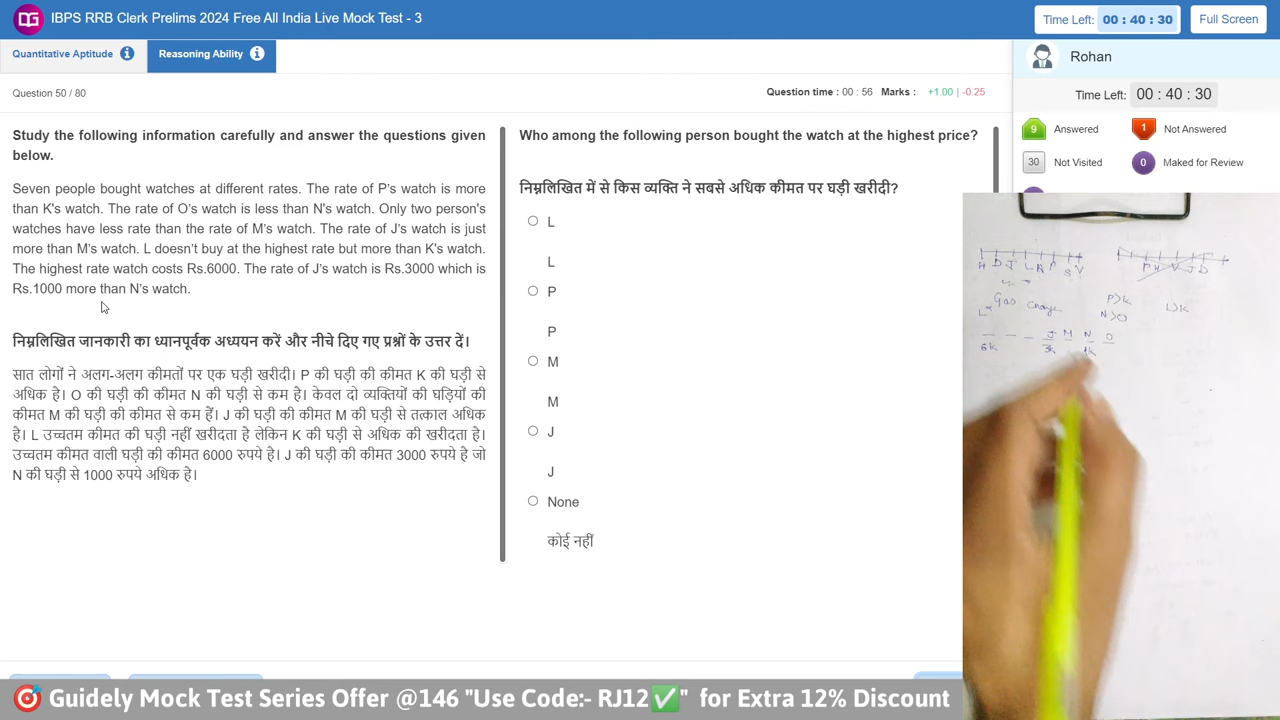 IBPS RRB Clerk Prelims 2024 Free All India Live Mock Test - 3
Time Left: 00 : 40 : 30
Full Screen
Quantitative Aptitude
Reasoning Ability
Rohan
Question 50 / 80
Question time : 00 : 56 Marks : +1.00 | -0.25
Time Left: 00 : 40 : 30
9 Answered
1 Not Answered
30 Not Visited
0 Maked for Review
Study the following information carefully and answer the questions given
below.
Seven people bought watches at different rates. The rate of P's watch is more
than K's watch. The rate of O's watch is less than N's watch. Only two person's
watches have less rate than the rate of M's watch. The rate of J's watch is just
more than M's watch. L doesn't buy at the highest rate but more than K's watch.
The highest rate watch costs Rs.6000. The rate of J's watch is Rs.3000 which is
Rs.1000 more than N's watch.
निम्नलिखित जानकारी का ध्यानपूर्वक अध्ययन करें और नीचे दिए गए प्रश्नों के उत्तर दें।
सात लोगों ने अलग-अलग कीमतों पर एक घड़ी खरीदी। P की घड़ी की कीमत K की घड़ी से
अधिक है। O की घड़ी की कीमत N की घड़ी से कम है। केवल दो व्यक्तियों की घड़ियों की
कीमत M की घड़ी की कीमत से कम हैं। J की घड़ी की कीमत M की घड़ी से तत्काल अधिक
है। L उच्चतम कीमत की घड़ी नहीं खरीदता है लेकिन K की घड़ी से अधिक की खरीदता है।
उच्चतम कीमत वाली घड़ी की कीमत 6000 रुपये है। J की घड़ी की कीमत 3000 रुपये है जो
N की घड़ी से 1000 रुपये अधिक है।
Who among the following person bought the watch at the highest price?
निम्नलिखित में से किस व्यक्ति ने सबसे अधिक कीमत पर घड़ी खरीदी?
L
L
P
P
M
M
J
J
None
कोई नहीं
Gas Change
P>K
N>O
L>K
J M N O
6k 3k
🎯 Guidely Mock Test Series Offer @146 "Use Code:- RJ12✅" for Extra 12% Discount